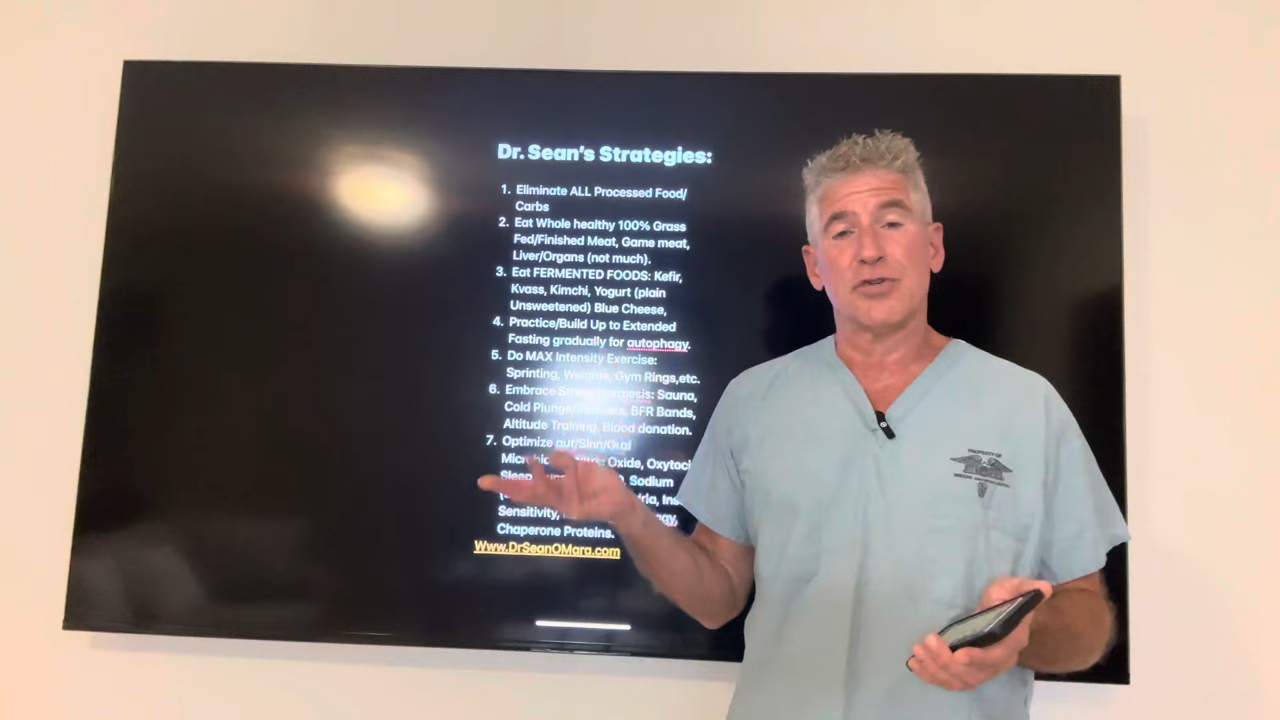 Dr. Sean's Strategies:
1. Eliminate ALL Processed Food/
Carbs
2. Eat Whole healthy 100% Grass
Fed/Finished Meat, Game meat,
Liver/Organs (not much).
3. Eat FERMENTED FOODS: Kefir,
Kvass, Kimchi, Yogurt (plain
Unsweetened) Blue Cheese,
4. Practice/Build Up to Extended
Fasting gradually for autophagy.
5. Do MAX Intensity Exercise:
Sprinting, Weights, Gym Rings,etc.
6. Embrace
Sauna,
Cold Plunge/ BFR Bands,
Altitude Training, Blood donation.
7. Optimize gut/
Oxide,
Sleep, Sodium
Sensitivity,
Chaperone Proteins.
Www.DrSeanOMara.com
PROPERTY OF